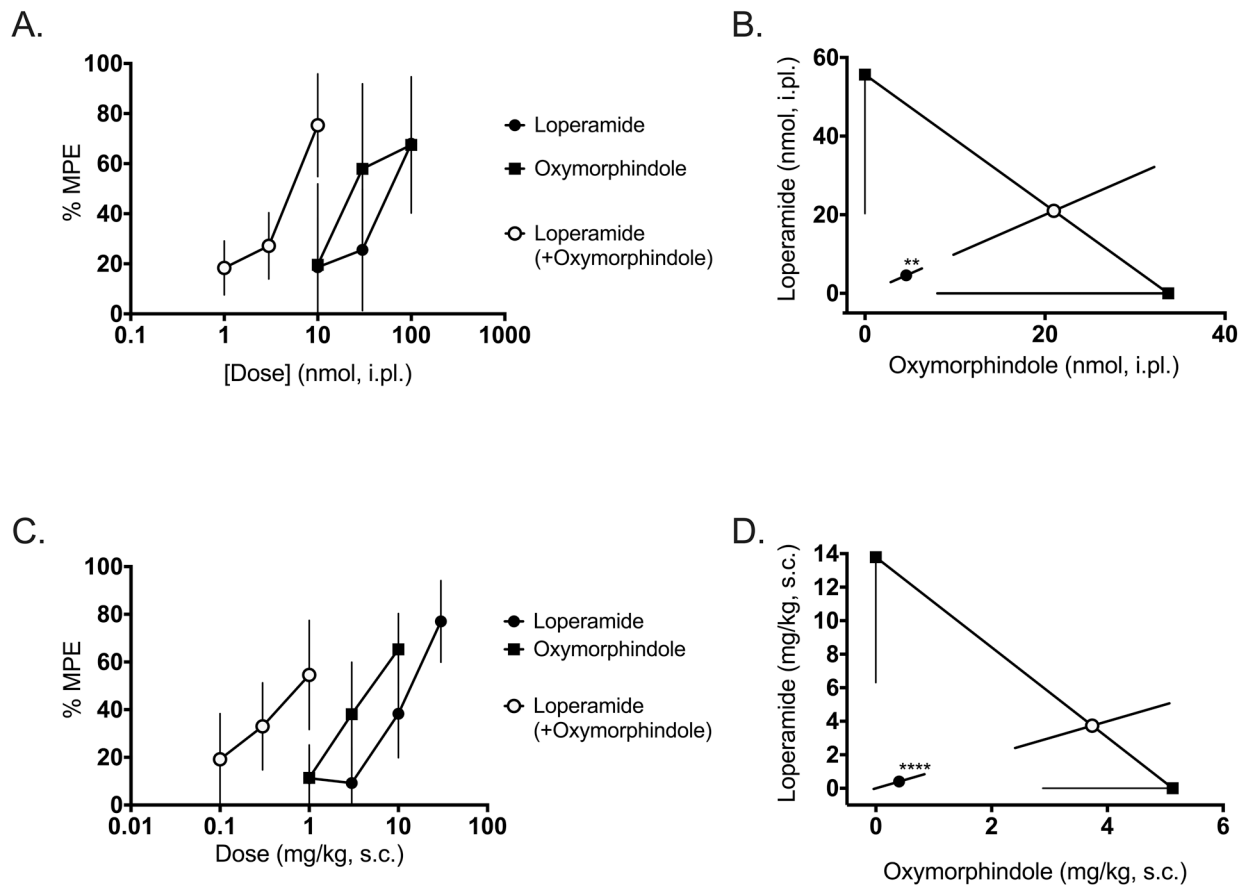 A.
% MPE
100
80
60
40
20
0
0.1 1 10 100 1000
[Dose] (nmol, i.pl.)
Loperamide
Oxymorphindole
Loperamide
(+Oxymorphindole)
B.
Loperamide (nmol, i.pl.)
60
40
20
0
**
0 20 40
Oxymorphindole (nmol, i.pl.)
C.
% MPE
100
80
60
40
20
0
0.01 0.1 1 10 100
Dose (mg/kg, s.c.)
Loperamide
Oxymorphindole
Loperamide
(+Oxymorphindole)
D.
Loperamide (mg/kg, s.c.)
14
12
10
8
6
4
2
0
****
0 2 4 6
Oxymorphindole (mg/kg, s.c.)